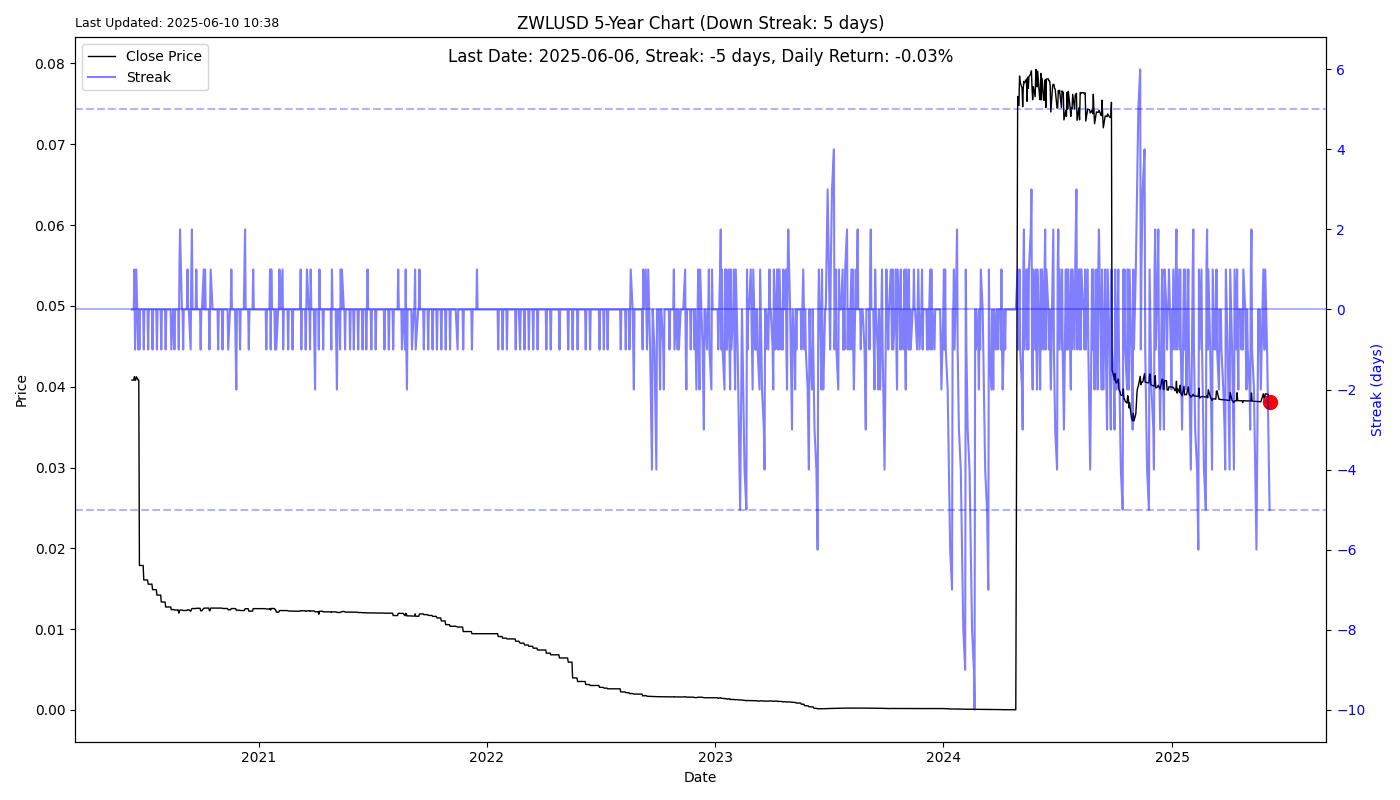 Last Updated: 2025-06-10 10:38
ZWLUSD 5-Year Chart (Down Streak: 5 days)
Last Date: 2025-06-06, Streak: -5 days, Daily Return: -0.03%
Close Price
Streak
0.08
0.07
0.06
0.05
0.04
0.03
0.02
0.01
0.00
Price
6
4
2
0
−2
−4
−6
−8
−10
Streak (days)
2021
2022
2023
2024
2025
Date